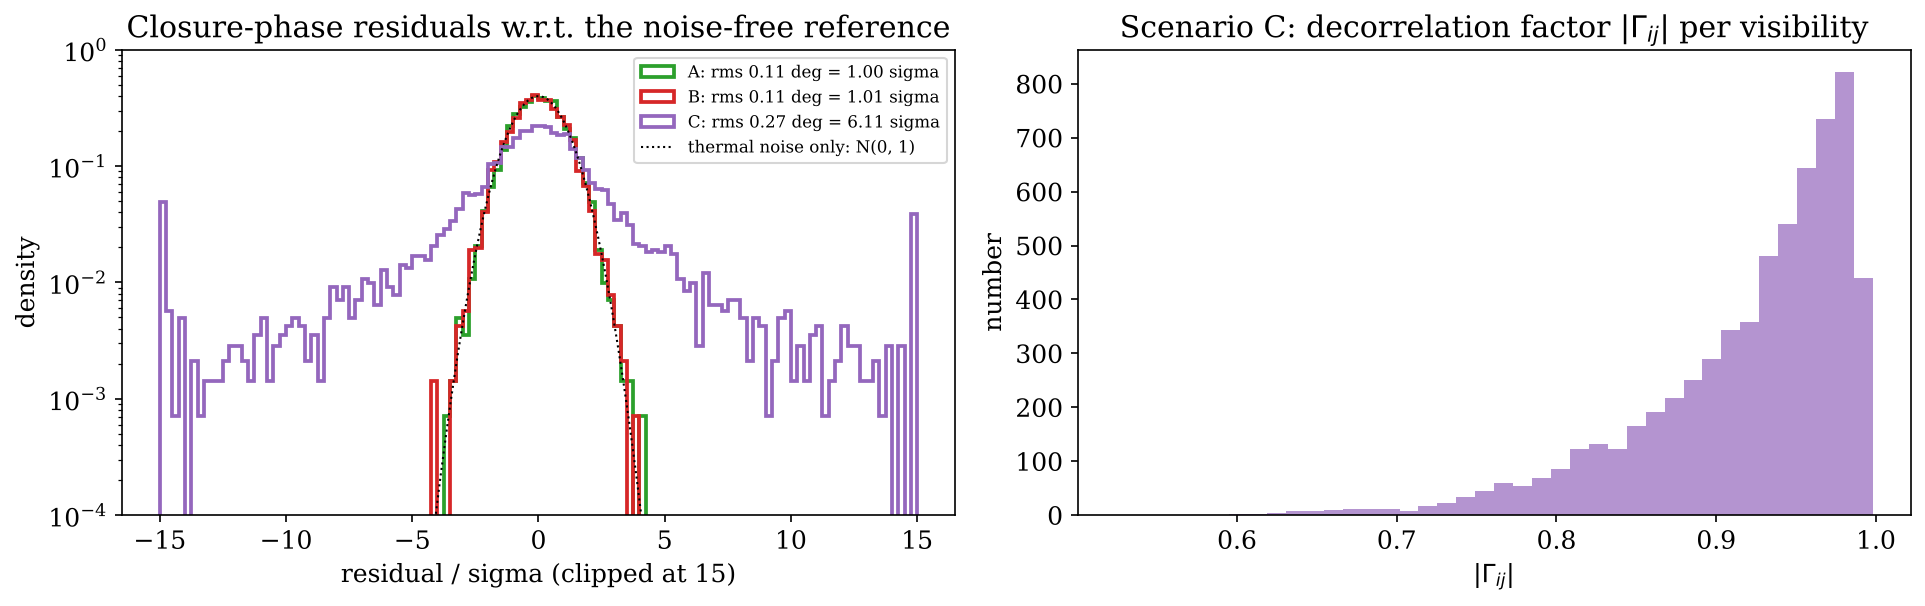 Closure-phase residuals w.r.t. the noise-free reference
10⁰
10⁻¹
10⁻²
10⁻³
10⁻⁴
density
A: rms 0.11 deg = 1.00 sigma
B: rms 0.11 deg = 1.01 sigma
C: rms 0.27 deg = 6.11 sigma
thermal noise only: N(0, 1)
−15 −10 −5 0 5 10 15
residual / sigma (clipped at 15)
Scenario C: decorrelation factor |Γᵢⱼ| per visibility
800
700
600
500
400
300
200
100
0
number
0.6 0.7 0.8 0.9 1.0
|Γᵢⱼ|